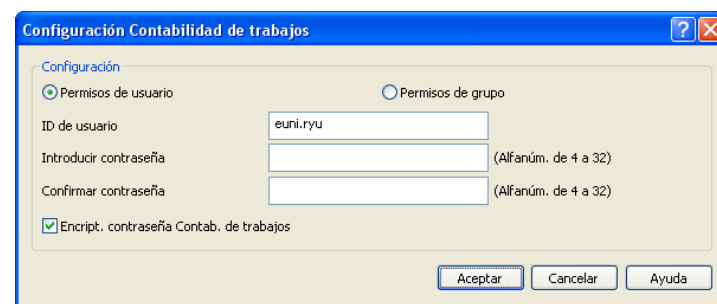 Configuración Contabilidad de trabajos
Configuración
Permisos de usuario
Permisos de grupo
ID de usuario
euni.ryu
Introducir contraseña
(Alfanúm. de 4 a 32)
Confirmar contraseña
(Alfanúm. de 4 a 32)
Encript. contraseña Contab. de trabajos
Aceptar
Cancelar
Ayuda